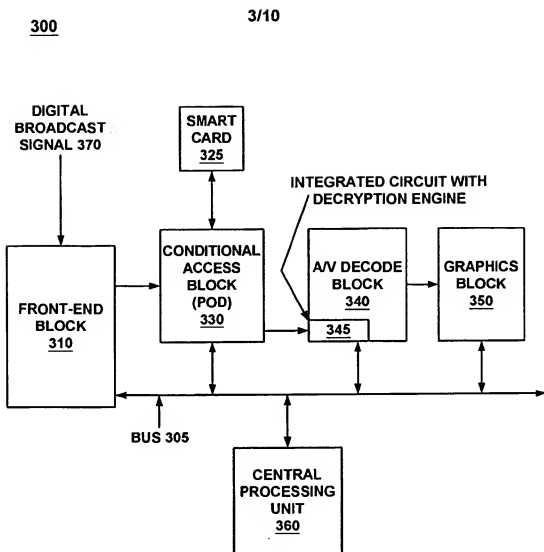 300
3/10
DIGITAL
BROADCAST
SIGNAL 370
SMART
CARD
325
INTEGRATED CIRCUIT WITH
DECRYPTION ENGINE
FRONT-END
BLOCK
310
CONDITIONAL
ACCESS
BLOCK
(POD)
330
A/V DECODE
BLOCK
340
345
GRAPHICS
BLOCK
350
BUS 305
CENTRAL
PROCESSING
UNIT
360